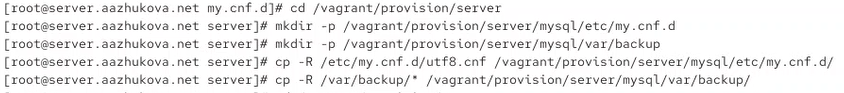 [root@server.aazhukova.net my.cnf.d]# cd /vagrant/provision/server
[root@server.aazhukova.net server]# mkdir -p /vagrant/provision/server/mysql/etc/my.cnf.d
[root@server.aazhukova.net server]# mkdir -p /vagrant/provision/server/mysql/var/backup
[root@server.aazhukova.net server]# cp -R /etc/my.cnf.d/utf8.cnf /vagrant/provision/server/mysql/etc/my.cnf.d/
[root@server.aazhukova.net server]# cp -R /var/backup/* /vagrant/provision/server/mysql/var/backup/